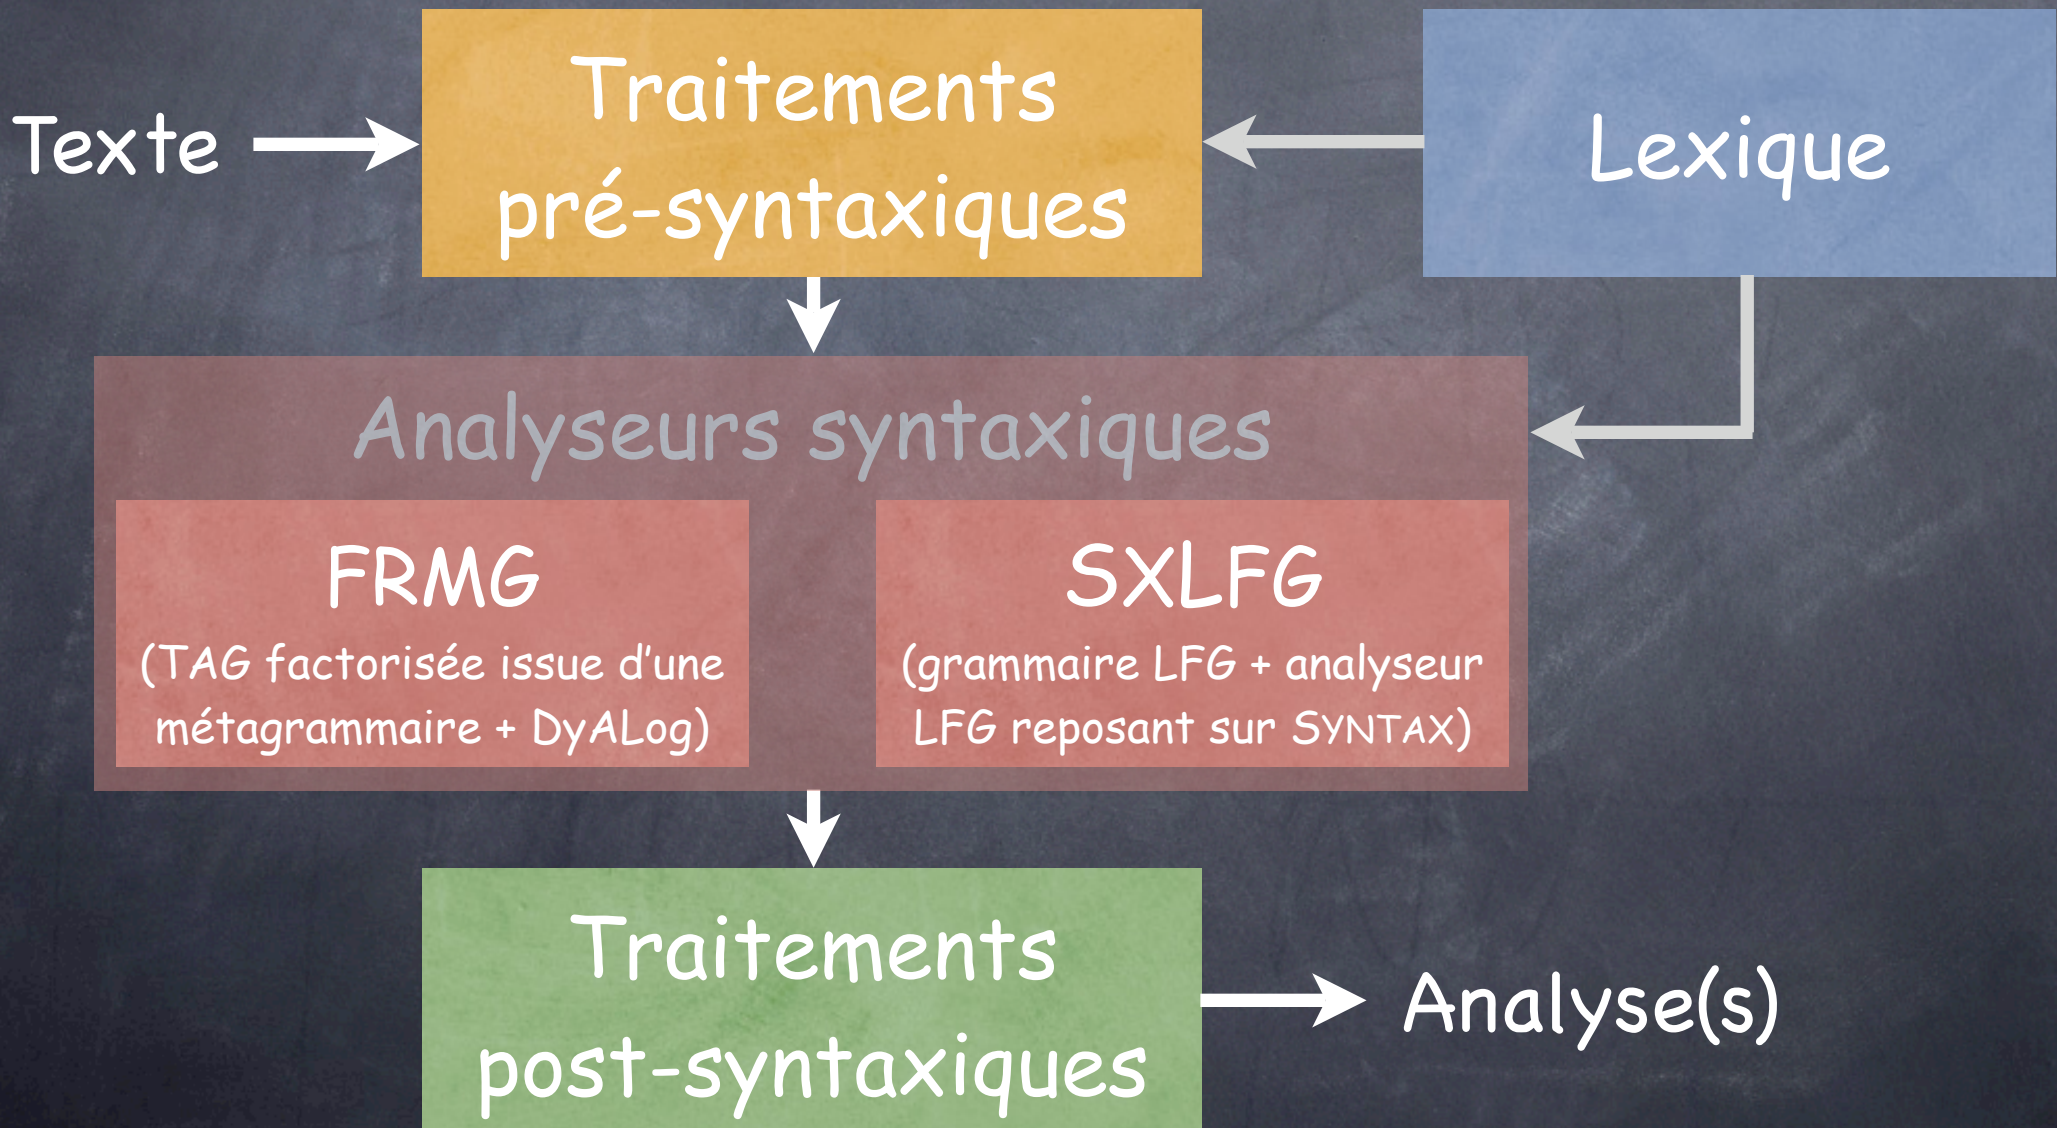 Texte
Traitements
pré-syntaxiques
Lexique
Analyseurs syntaxiques
FRMG
(TAG factorisée issue d'une
métagrammaire + DyALog)
SXLFG
(grammaire LFG + analyseur
LFG reposant sur SYNTAX)
Traitements
post-syntaxiques
Analyse(s)